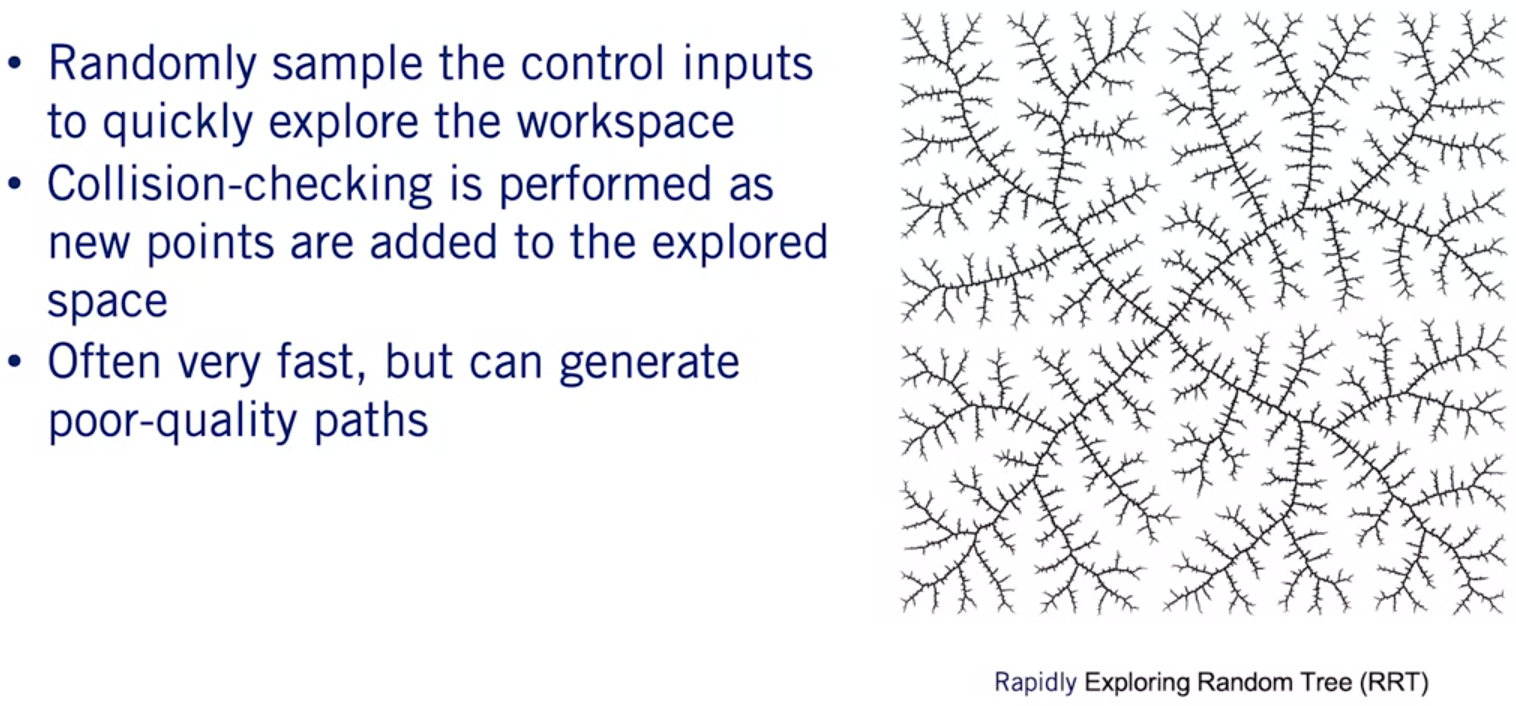 • Randomly sample the control inputs
to quickly explore the workspace
• Collision-checking is performed as
new points are added to the explored
space
• Often very fast, but can generate
poor-quality paths
Rapidly Exploring Random Tree (RRT)